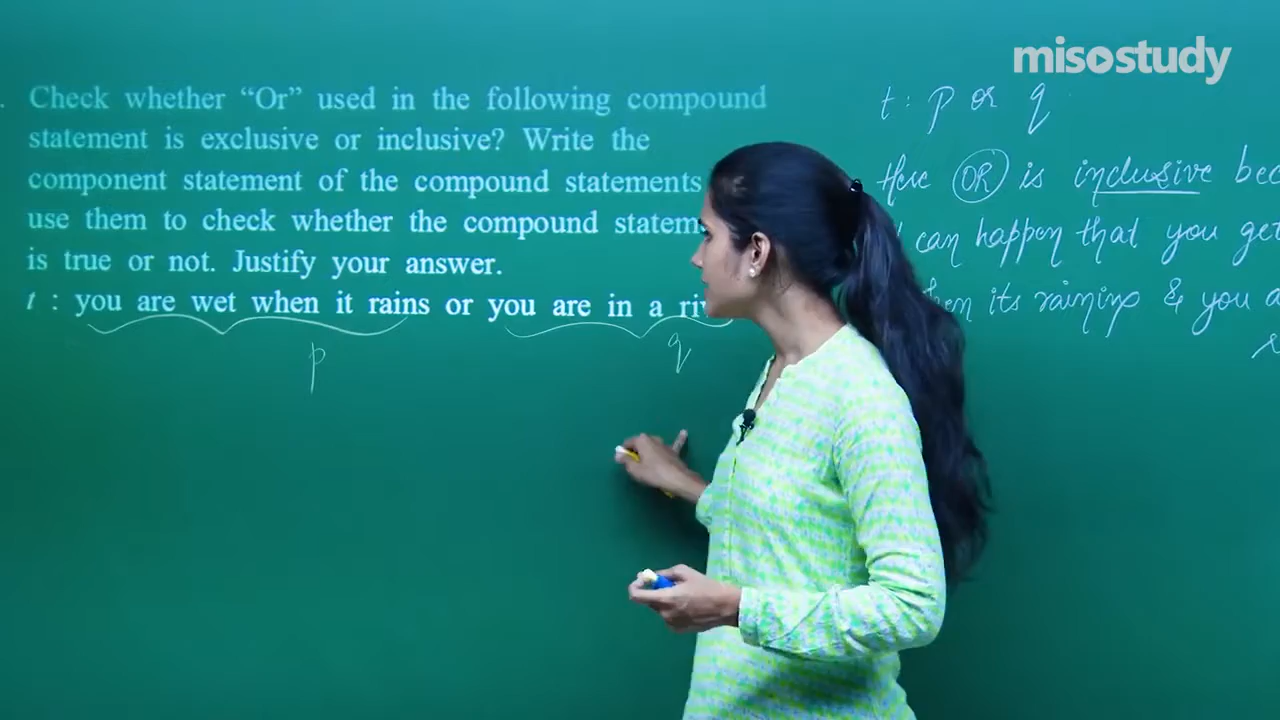 misostudy
Check whether “Or” used in the following compound
statement is exclusive or inclusive? Write the
component statement of the compound statements
use them to check whether the compound statem
is true or not. Justify your answer.
t : you are wet when it rains or you are in a riv
p
q
t : p or q
Here OR is inclusive bec
can happen that you get
its raining & you a